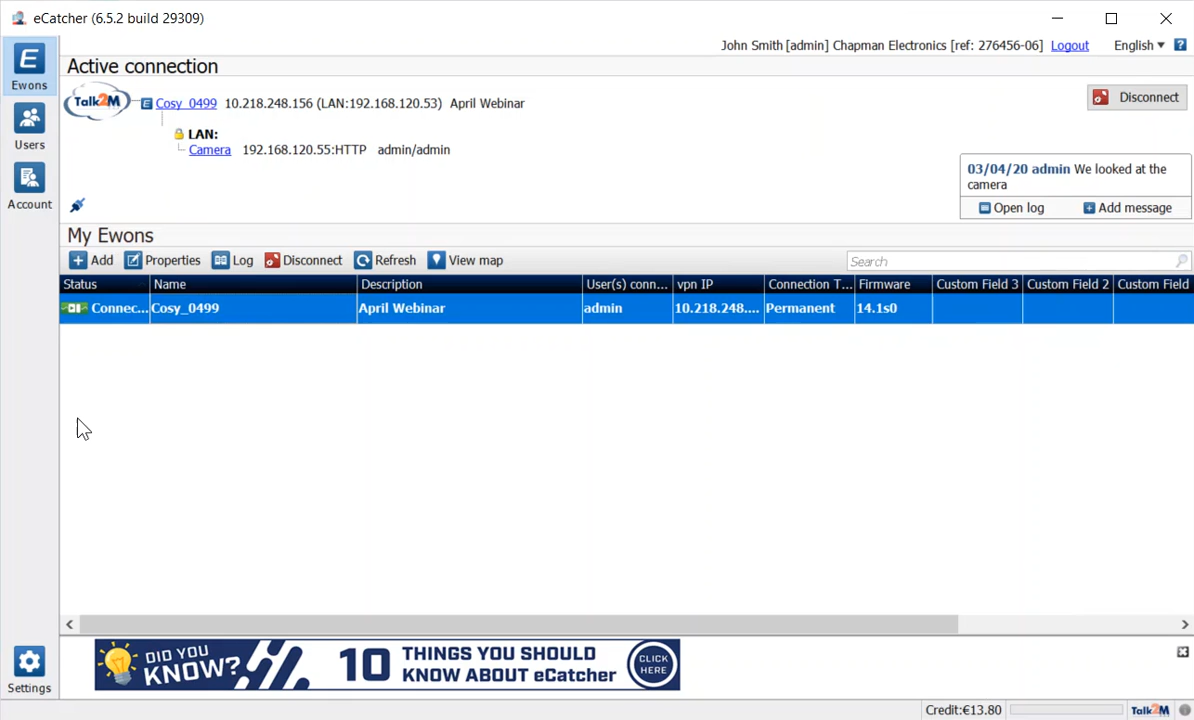 eCatcher (6.5.2 build 29309)
John Smith [admin] Chapman Electronics [ref: 276456-06] Logout English
Ewons
Users
Account
Settings
Active connection
Talk2M
Cosy_0499 10.218.248.156 (LAN:192.168.120.53) April Webinar
Disconnect
LAN:
Camera 192.168.120.55:HTTP admin/admin
03/04/20 admin We looked at the
camera
Open log Add message
My Ewons
Add Properties Log Disconnect Refresh View map Search
Status Name Description User(s) conn... vpn IP Connection T... Firmware Custom Field 3 Custom Field 2 Custom Field
Connec... Cosy_0499 April Webinar admin 10.218.248.... Permanent 14.1s0
DID YOU
KNOW?
10 THINGS YOU SHOULD
KNOW ABOUT eCatcher
CLICK
HERE
Credit:€13.80 Talk2M